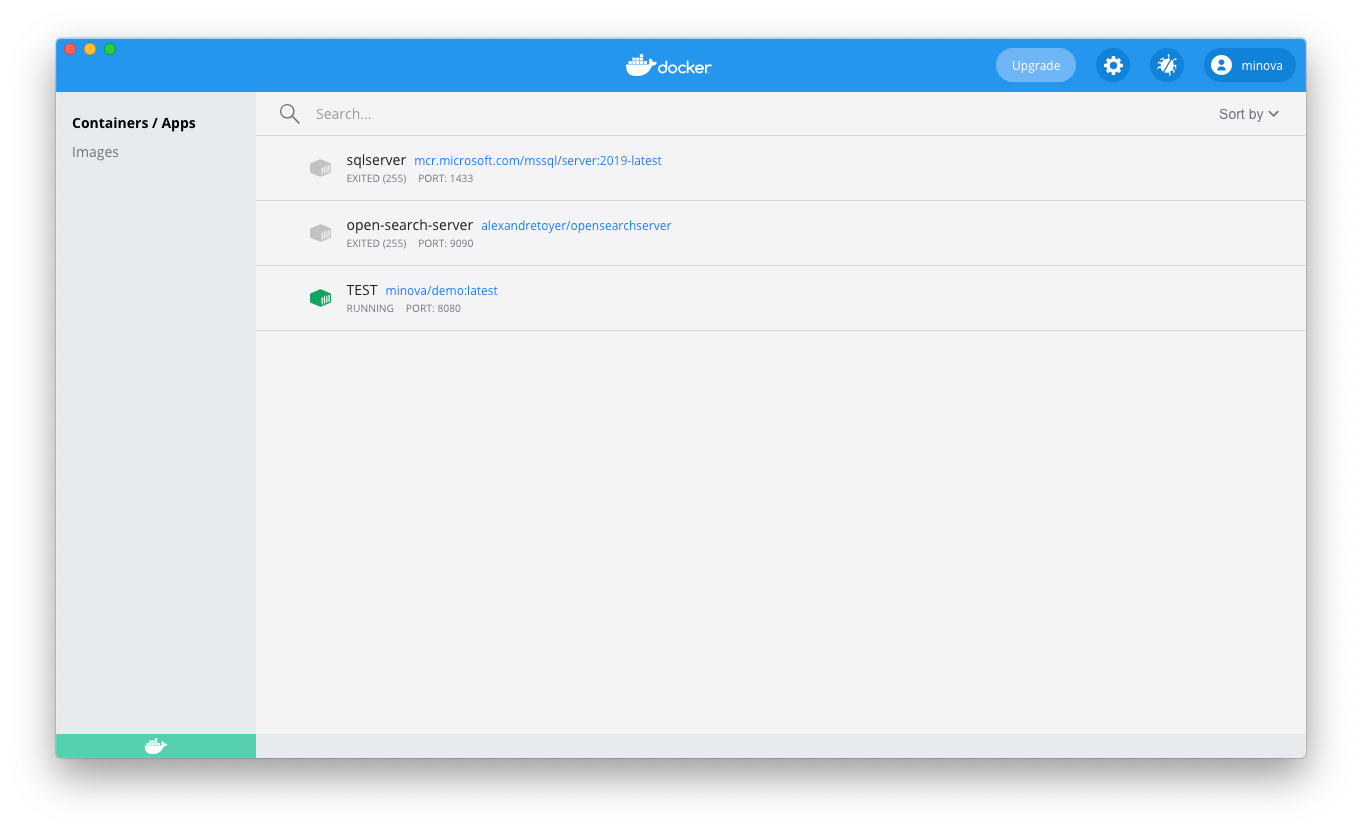 docker
Upgrade
minova
Containers / Apps
Images
Search...
Sort by
sqlserver mcr.microsoft.com/mssql/server:2019-latest
EXITED (255) PORT: 1433
open-search-server alexandretoyer/opensearchserver
EXITED (255) PORT: 9090
TEST minova/demo:latest
RUNNING PORT: 8080